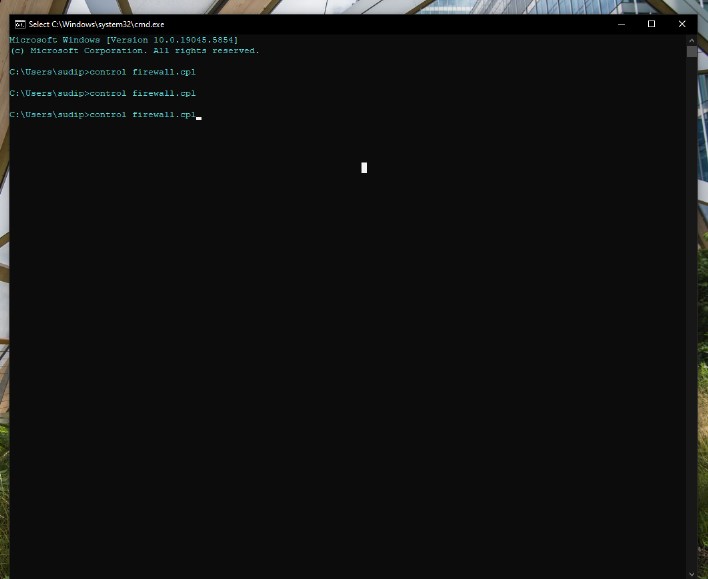 Select C:\Windows\system32\cmd.exe
Microsoft Windows [Version 10.0.19045.5854]
(c) Microsoft Corporation. All rights reserved.
C:\Users\sudip>control firewall.cpl
C:\Users\sudip>control firewall.cpl
C:\Users\sudip>control firewall.cpl